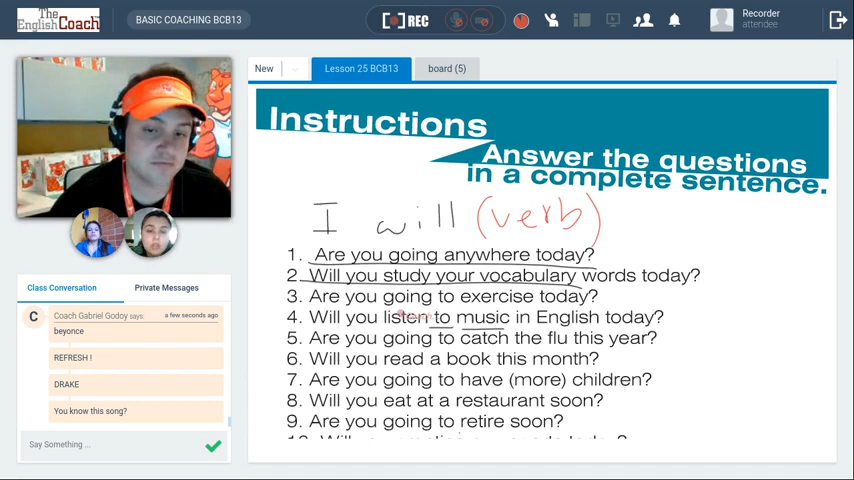 The
EnglishCoach
BASIC COACHING BCB13
REC
Recorder
attendee
New
Lesson 25 BCB13
board (5)
Instructions
Answer the questions
in a complete sentence.
I will (verb)
1. Are you going anywhere today?
2. Will you study your vocabulary words today?
3. Are you going to exercise today?
4. Will you listen to music in English today?
5. Are you going to catch the flu this year?
6. Will you read a book this month?
7. Are you going to have (more) children?
8. Will you eat at a restaurant soon?
9. Are you going to retire soon?
Class Conversation
Private Messages
C
Coach Gabriel Godoy says:
a few seconds ago
beyonce
REFRESH !
DRAKE
You know this song?
Say Something ...